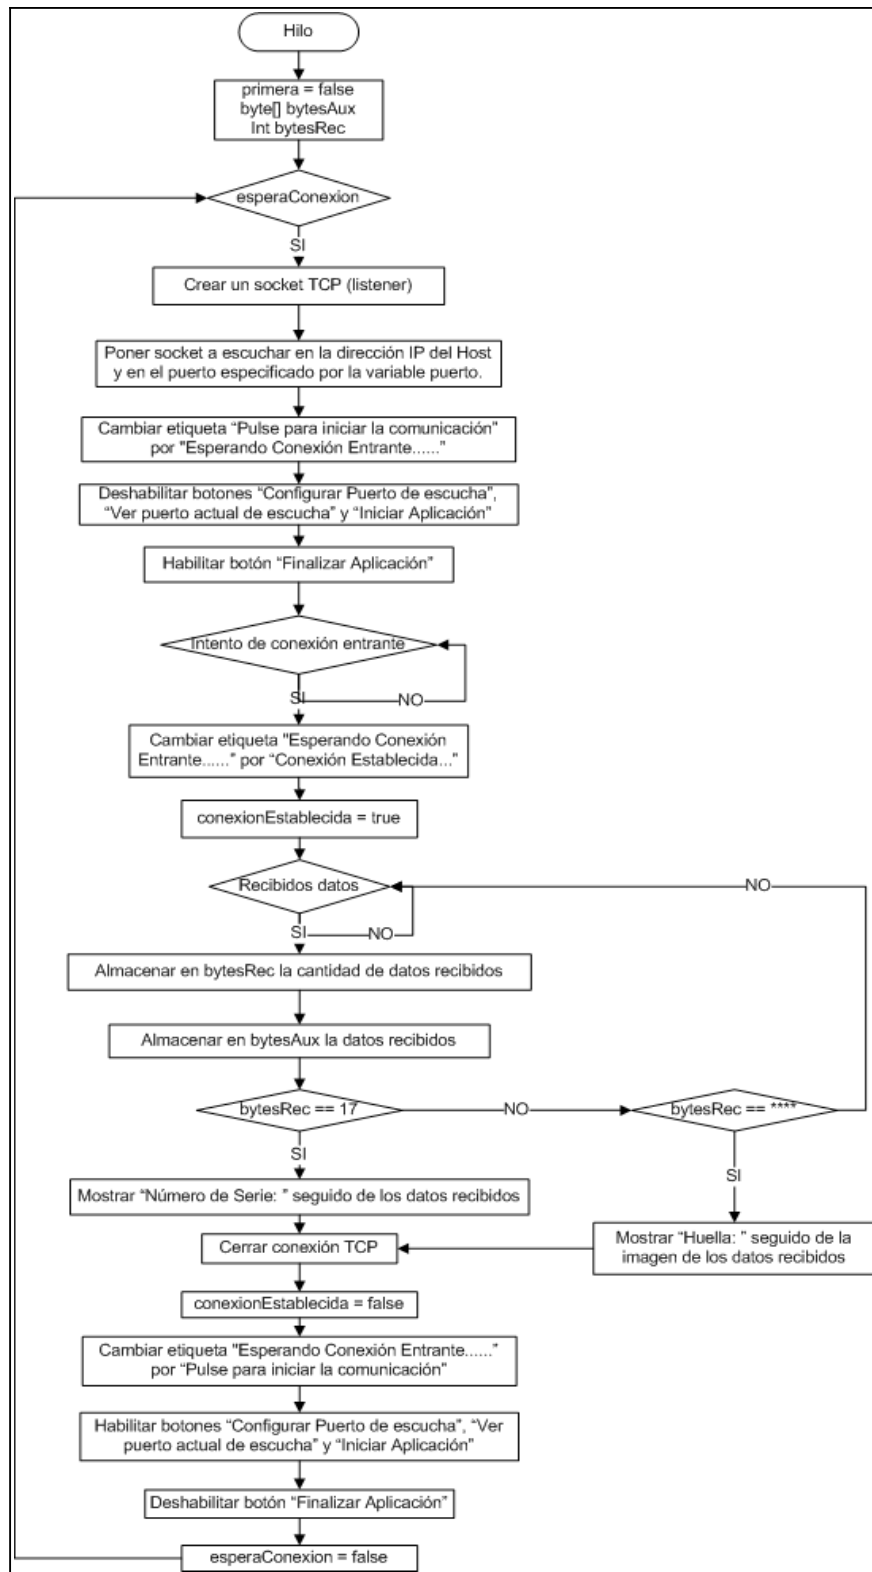 Hilo
primera = false
byte[] bytesAux
Int bytesRec
esperaConexion
SI
Crear un socket TCP (listener)
Poner socket a escuchar en la dirección IP del Host
y en el puerto especificado por la variable puerto.
Cambiar etiqueta “Pulse para iniciar la comunicación”
por "Esperando Conexión Entrante......”
Deshabilitar botones “Configurar Puerto de escucha”,
“Ver puerto actual de escucha” y “Iniciar Aplicación”
Habilitar botón “Finalizar Aplicación”
Intento de conexión entrante
SI
NO
Cambiar etiqueta "Esperando Conexión
Entrante......” por “Conexión Establecida...”
conexionEstablecida = true
Recibidos datos
NO
SI
NO
Almacenar en bytesRec la cantidad de datos recibidos
Almacenar en bytesAux la datos recibidos
bytesRec == 17
NO
bytesRec == ****
SI
SI
Mostrar “Número de Serie: ” seguido de los datos recibidos
Mostrar “Huella: ” seguido de la
imagen de los datos recibidos
Cerrar conexión TCP
conexionEstablecida = false
Cambiar etiqueta "Esperando Conexión Entrante......”
por “Pulse para iniciar la comunicación”
Habilitar botones “Configurar Puerto de escucha”, “Ver
puerto actual de escucha” y “Iniciar Aplicación”
Deshabilitar botón “Finalizar Aplicación”
esperaConexion = false